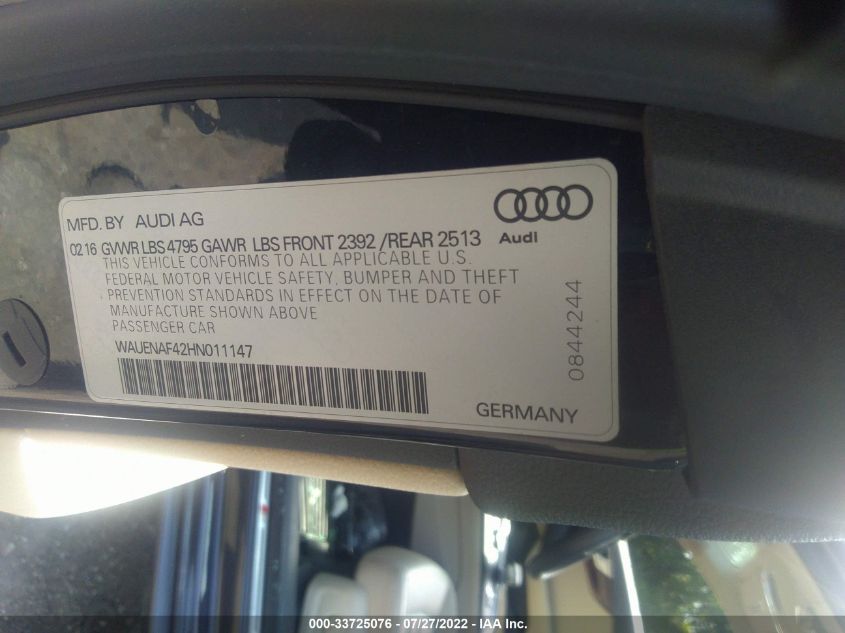 MFD. BY AUDI AG
02 16 GVWR LBS 4795 GAWR LBS FRONT 2392 /REAR 2513
Audi
THIS VEHICLE CONFORMS TO ALL APPLICABLE U.S.
FEDERAL MOTOR VEHICLE SAFETY, BUMPER AND THEFT
PREVENTION STANDARDS IN EFFECT ON THE DATE OF
MANUFACTURE SHOWN ABOVE
PASSENGER CAR
WAUENAF42HN011147
0844244
GERMANY
000-33725076 / 07/27/2022 - IAA Inc.